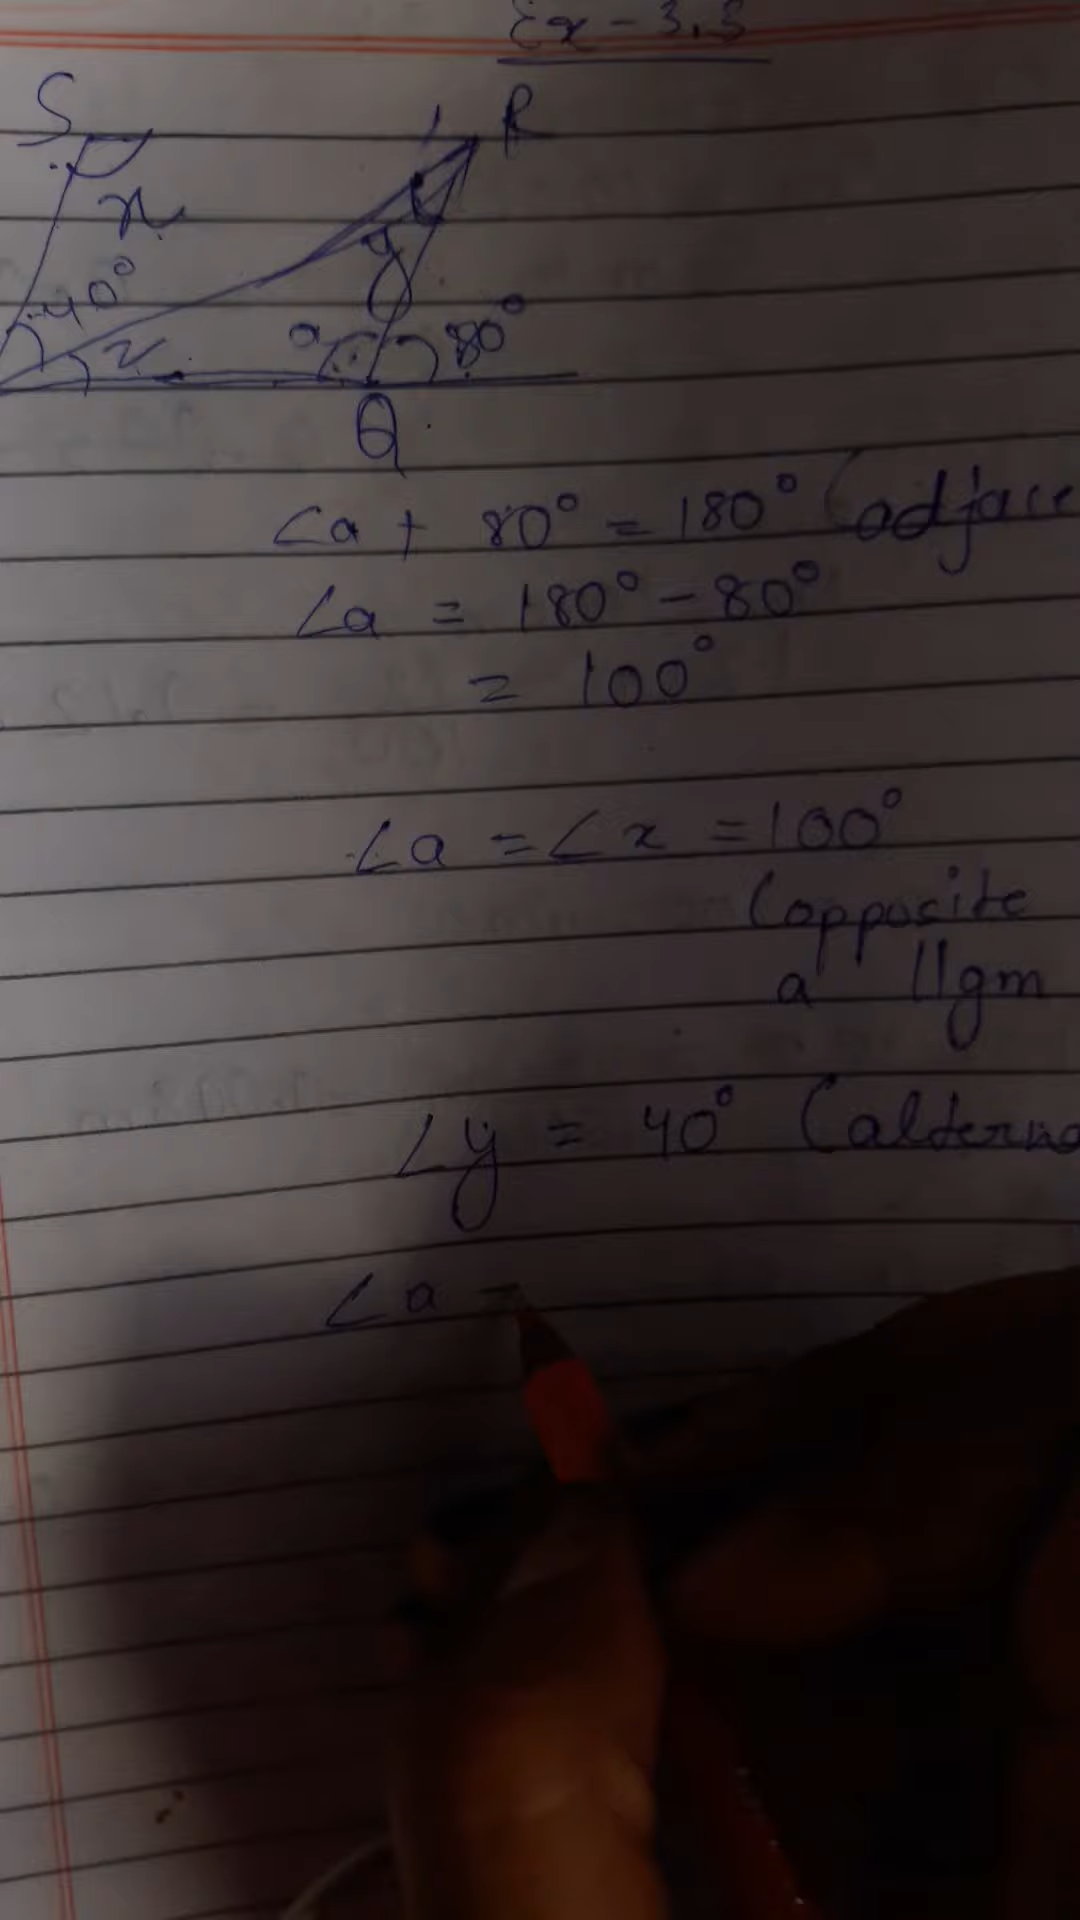 Ex - 3.3
S
R
x
y
40°
z
a
80°
Q
∠a + 80° = 180° (adjace
∠a = 180° - 80°
= 100°
∠a = ∠x = 100°
(opposite
a ||gm
∠y = 40° (alterna
∠a =